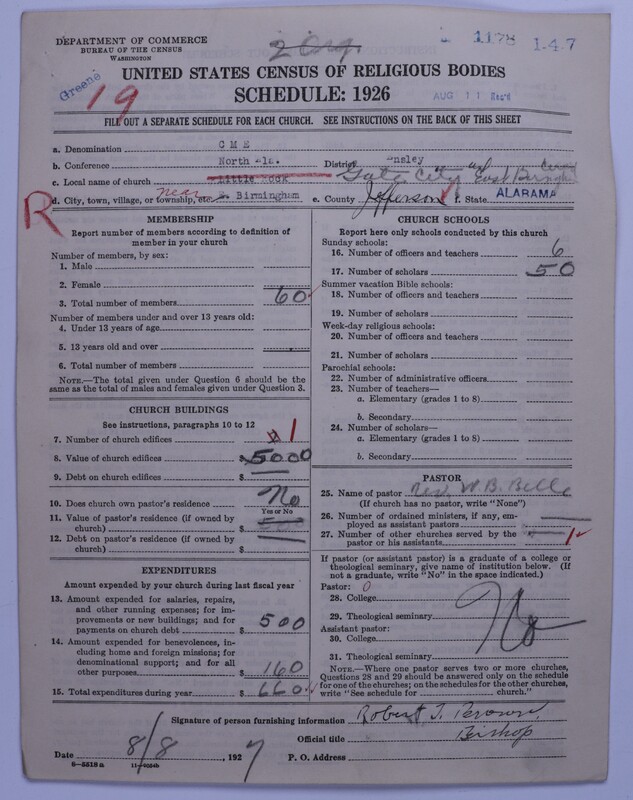 DEPARTMENT OF COMMERCE
BUREAU OF THE CENSUS
WASHINGTON
1178 1-4-7
Greene
19
UNITED STATES CENSUS OF RELIGIOUS BODIES
SCHEDULE: 1926
AUG 11 Rec'd
FILL OUT A SEPARATE SCHEDULE FOR EACH CHURCH. SEE INSTRUCTIONS ON THE BACK OF THIS SHEET
a. Denomination C M E
b. Conference North Ala. District Ensley
c. Local name of church Little Rock Gate City East
R
d. City, town, village, or township, etc. near E. Birmingham e. County Jefferson f. State ALABAMA
MEMBERSHIP
Report number of members according to definition of
member in your church
Number of members, by sex:
1. Male
2. Female
3. Total number of members 60
Number of members under and over 13 years old:
4. Under 13 years of age
5. 13 years old and over
6. Total number of members
NOTE.—The total given under Question 6 should be the
same as the total of males and females given under Question 3.
CHURCH BUILDINGS
See instructions, paragraphs 10 to 12
7. Number of church edifices 1
8. Value of church edifices $5000
9. Debt on church edifices $
10. Does church own pastor's residence No
Yes or No
11. Value of pastor's residence (if owned by
church) $
12. Debt on pastor's residence (if owned by
church) $
EXPENDITURES
Amount expended by your church during last fiscal year
13. Amount expended for salaries, repairs,
and other running expenses; for im-
provements or new buildings; and for
payments on church debt $ 500
14. Amount expended for benevolences, in-
cluding home and foreign missions; for
denominational support; and for all
other purposes $ 160
15. Total expenditures during year $ 660
CHURCH SCHOOLS
Report here only schools conducted by this church
Sunday schools:
16. Number of officers and teachers 6
17. Number of scholars 50
Summer vacation Bible schools:
18. Number of officers and teachers
19. Number of scholars
Week-day religious schools:
20. Number of officers and teachers
21. Number of scholars
Parochial schools:
22. Number of administrative officers
23. Number of teachers—
a. Elementary (grades 1 to 8)
b. Secondary
24. Number of scholars—
a. Elementary (grades 1 to 8)
b. Secondary
PASTOR
25. Name of pastor Rev. W. B. Bell
(If church has no pastor, write "None")
26. Number of ordained ministers, if any, em-
ployed as assistant pastors
27. Number of other churches served by the
pastor or his assistants 1
If pastor (or assistant pastor) is a graduate of a college or
theological seminary, give name of institution below. (If
not a graduate, write "No" in the space indicated.)
Pastor: 0
28. College
29. Theological seminary No
Assistant pastor:
30. College
31. Theological seminary
NOTE.—Where one pastor serves two or more churches,
Questions 28 and 29 should be answered only on the schedule
for one of the churches; on the schedules for the other churches,
write "See schedule for church."
Signature of person furnishing information Robert T. Brown,
Official title Bishop
Date 8/8, 1927 P. O. Address
8-5518a 11-9054b